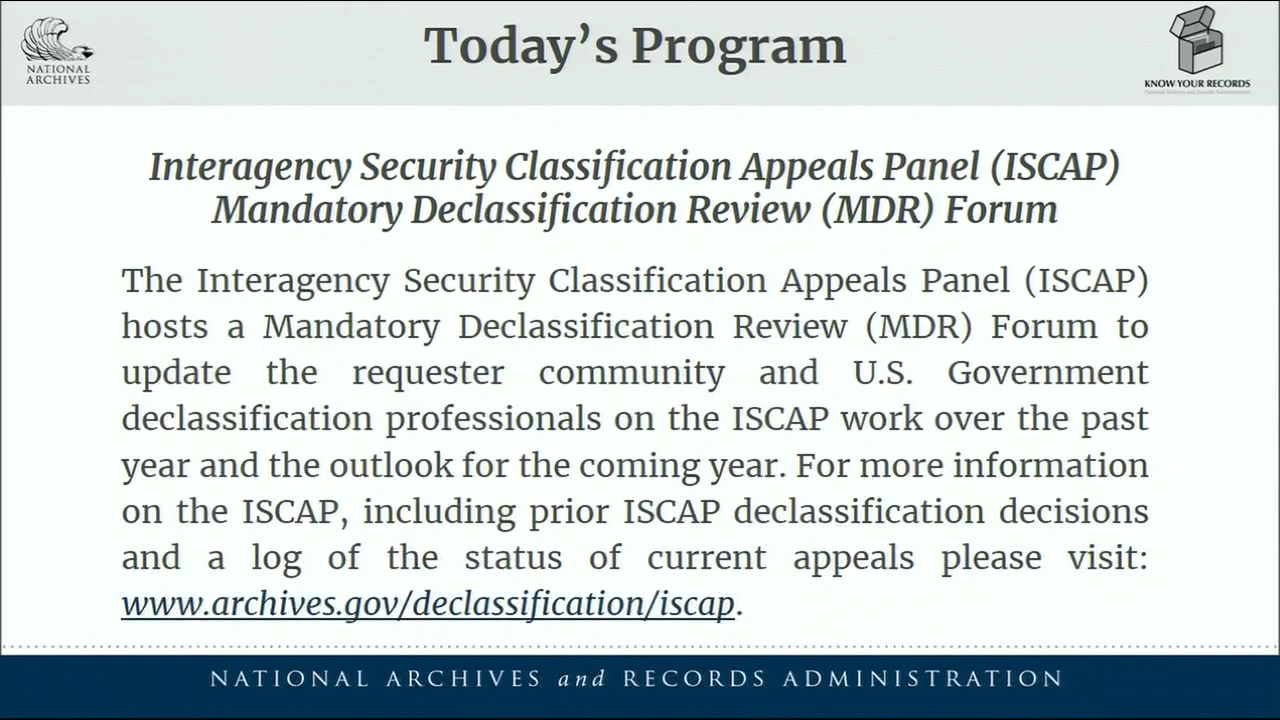 Today's Program
NATIONAL
ARCHIVES
KNOW YOUR RECORDS
Interagency Security Classification Appeals Panel (ISCAP)
Mandatory Declassification Review (MDR) Forum
The Interagency Security Classification Appeals Panel (ISCAP)
hosts a Mandatory Declassification Review (MDR) Forum to
update the requester community and U.S. Government
declassification professionals on the ISCAP work over the past
year and the outlook for the coming year. For more information
on the ISCAP, including prior ISCAP declassification decisions
and a log of the status of current appeals please visit:
www.archives.gov/declassification/iscap.
NATIONAL ARCHIVES and RECORDS ADMINISTRATION